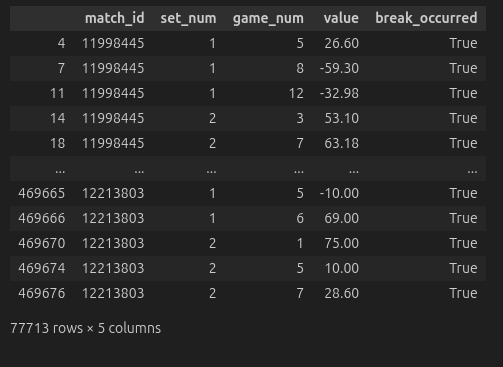 match_id set_num game_num value break_occurred
4 11998445 1 5 26.60 True
7 11998445 1 8 -59.30 True
11 11998445 1 12 -32.98 True
14 11998445 2 3 53.10 True
18 11998445 2 7 63.18 True
... ... ... ... ... ...
469665 12213803 1 5 -10.00 True
469666 12213803 1 6 69.00 True
469670 12213803 2 1 75.00 True
469674 12213803 2 5 10.00 True
469676 12213803 2 7 28.60 True
77713 rows × 5 columns